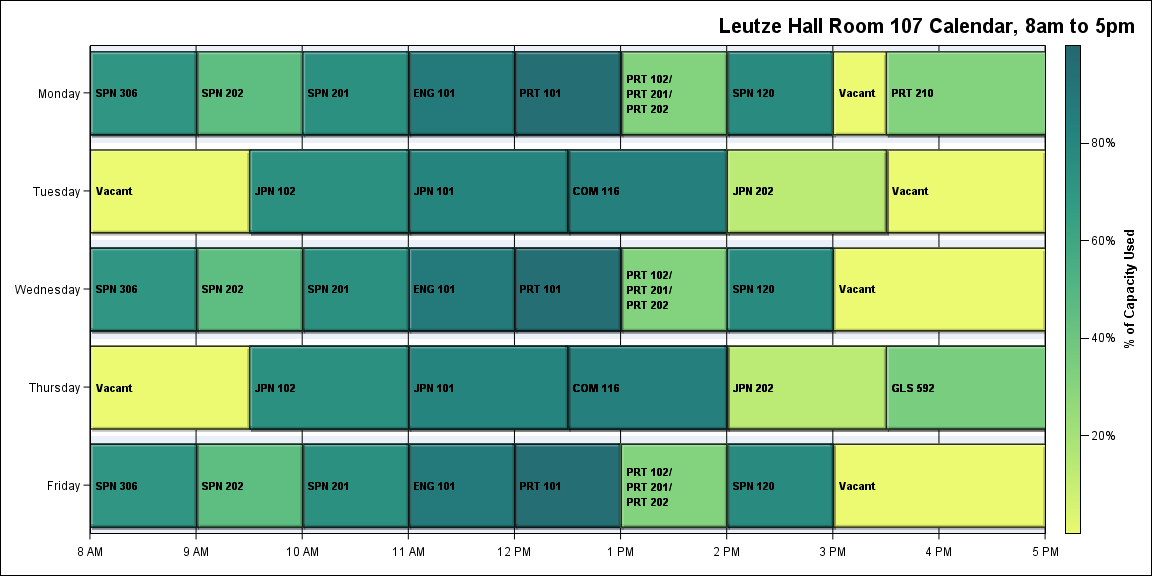 Leutze Hall Room 107 Calendar, 8am to 5pm
Monday
SPN 306
SPN 202
SPN 201
ENG 101
PRT 101
PRT 102/
PRT 201/
PRT 202
SPN 120
Vacant
PRT 210
Tuesday
Vacant
JPN 102
JPN 101
COM 116
JPN 202
Vacant
Wednesday
SPN 306
SPN 202
SPN 201
ENG 101
PRT 101
PRT 102/
PRT 201/
PRT 202
SPN 120
Vacant
Thursday
Vacant
JPN 102
JPN 101
COM 116
JPN 202
GLS 592
Friday
SPN 306
SPN 202
SPN 201
ENG 101
PRT 101
PRT 102/
PRT 201/
PRT 202
SPN 120
Vacant
8 AM
9 AM
10 AM
11 AM
12 PM
1 PM
2 PM
3 PM
4 PM
5 PM
80%
60%
40%
20%
% of Capacity Used